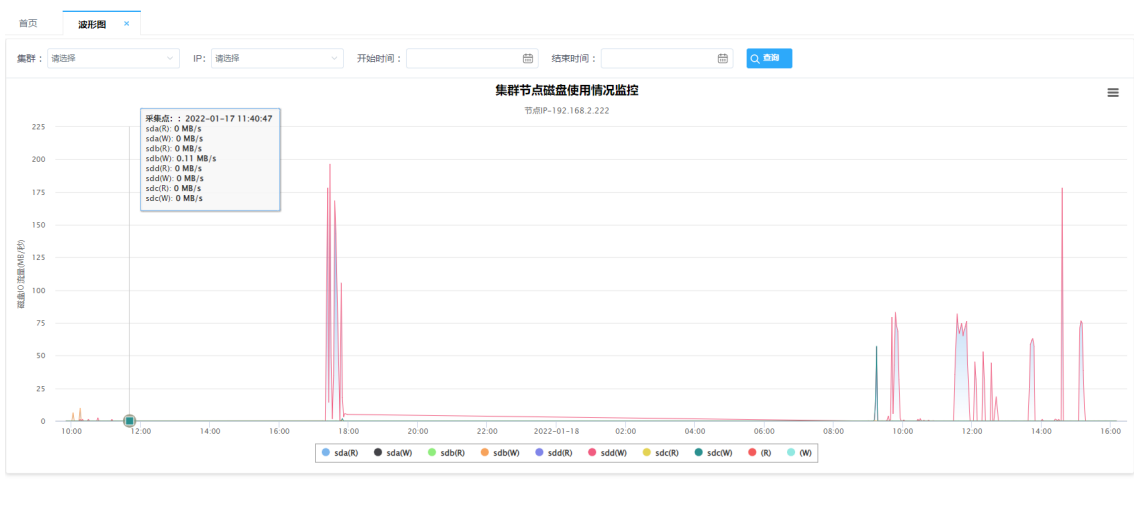 首页 波形图 ×
集群： 请选择 IP: 请选择 开始时间： 结束时间： 查询
集群节点磁盘使用情况监控
节点IP-192.168.2.222
采集点：: 2022-01-17 11:40:47
sda(R): 0 MB/s
sda(W): 0 MB/s
sdb(R): 0 MB/s
sdb(W): 0.11 MB/s
sdd(R): 0 MB/s
sdd(W): 0 MB/s
sdc(R): 0 MB/s
sdc(W): 0 MB/s
磁盘IO流量(MB/秒)
225
200
175
150
125
100
75
50
25
0
10:00 12:00 14:00 16:00 18:00 20:00 22:00 2022-01-18 02:00 04:00 06:00 08:00 10:00 12:00 14:00 16:00
sda(R) sda(W) sdb(R) sdb(W) sdd(R) sdd(W) sdc(R) sdc(W) (R) (W)